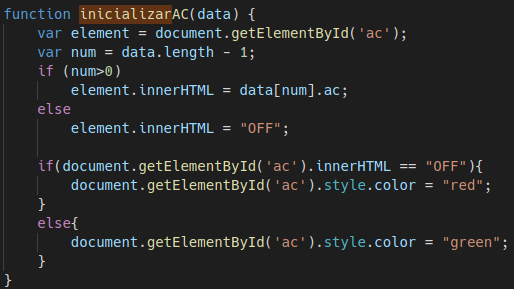 function inicializarAC(data) {
    var element = document.getElementById('ac');
    var num = data.length - 1;
    if (num>0)
        element.innerHTML = data[num].ac;
    else
        element.innerHTML = "OFF";

    if(document.getElementById('ac').innerHTML == "OFF"){
        document.getElementById('ac').style.color = "red";
    }
    else{
        document.getElementById('ac').style.color = "green";
    }
}